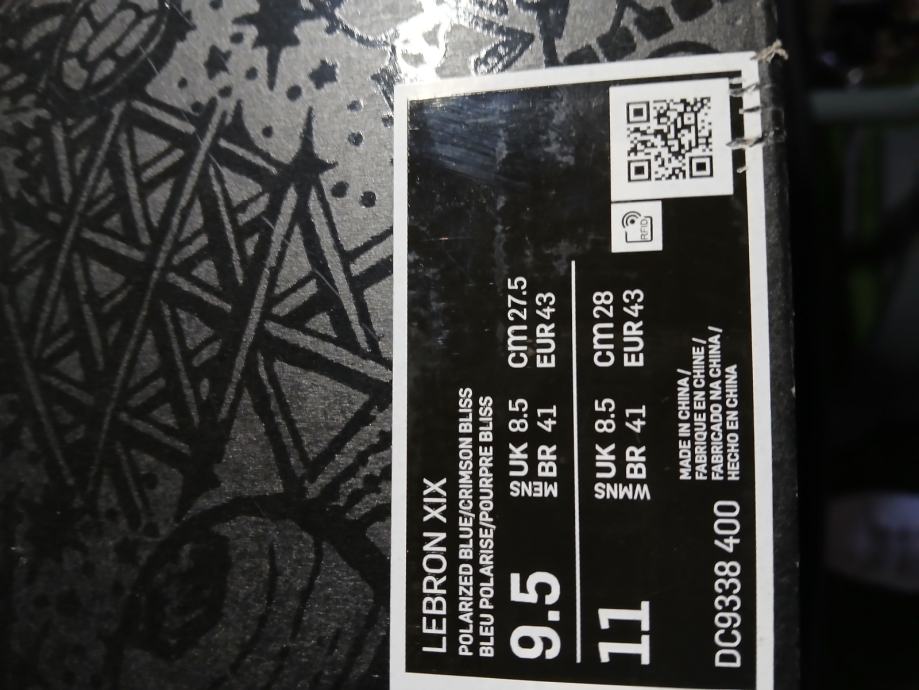 LEBRON XIX
POLARIZED BLUE/CRIMSON BLISS
BLEU POLARISE/POURPRE BLISS
9.5
MENS
UK 8.5 cm 27.5
BR 41 EUR 43
11
WMNS
UK 8.5 cm 28
BR 41 EUR 43
MADE IN CHINA /
FABRIQUE EN CHINE /
FABRICADO NA CHINA /
HECHO EN CHINA
DC9338 400
RFID